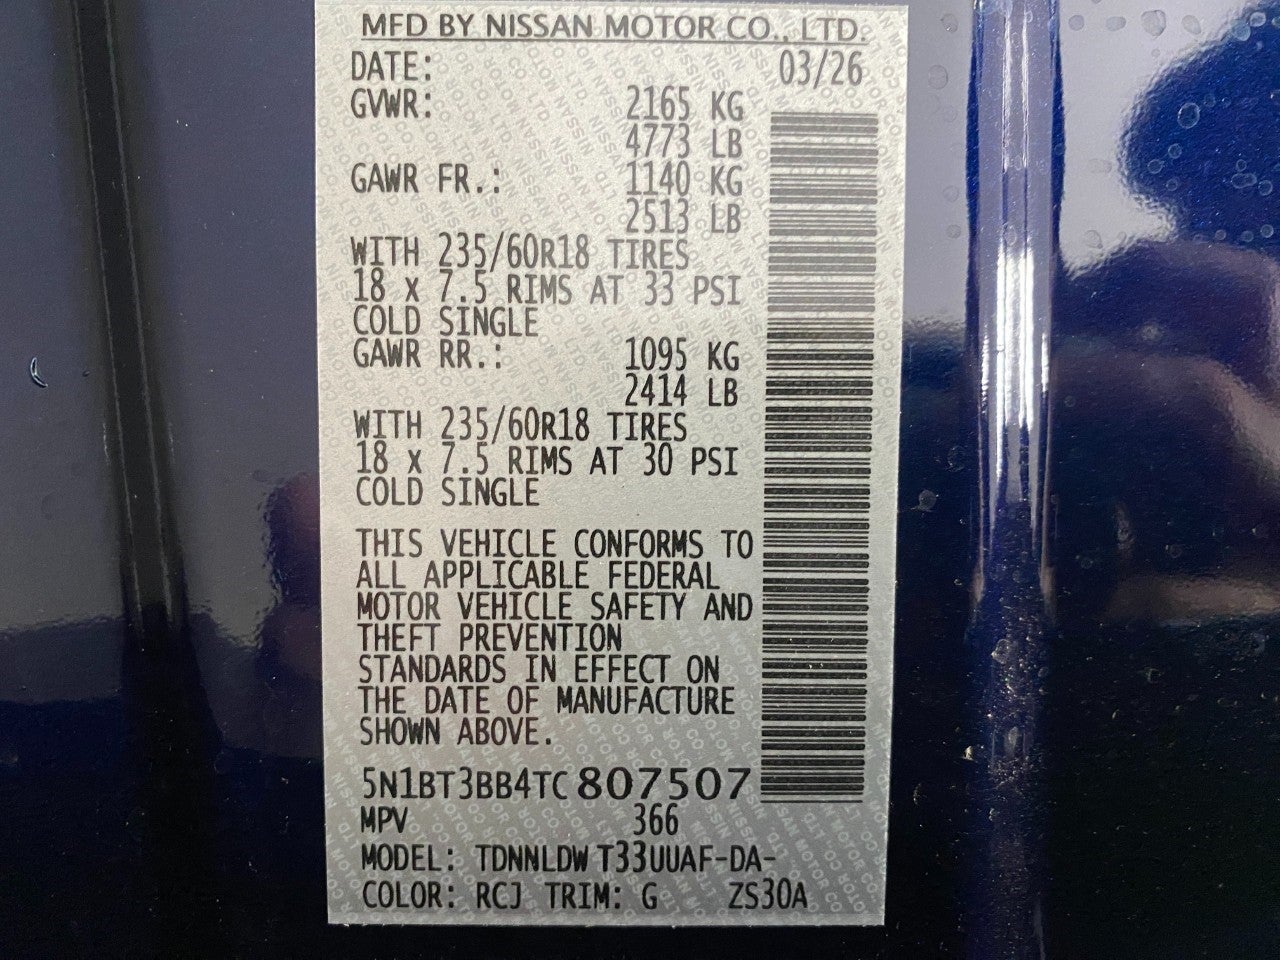 MFD BY NISSAN MOTOR CO., LTD.
DATE: 03/26
GVWR: 2165 KG
4773 LB
GAWR FR.: 1140 KG
2513 LB
WITH 235/60R18 TIRES
18 x 7.5 RIMS AT 33 PSI
COLD SINGLE
GAWR RR.: 1095 KG
2414 LB
WITH 235/60R18 TIRES
18 x 7.5 RIMS AT 30 PSI
COLD SINGLE
THIS VEHICLE CONFORMS TO
ALL APPLICABLE FEDERAL
MOTOR VEHICLE SAFETY AND
THEFT PREVENTION
STANDARDS IN EFFECT ON
THE DATE OF MANUFACTURE
SHOWN ABOVE.
5N1BT3BB4TC807507
MPV 366
MODEL: TDNNLDWT33UUAF-DA-
COLOR: RCJ TRIM: G ZS30A